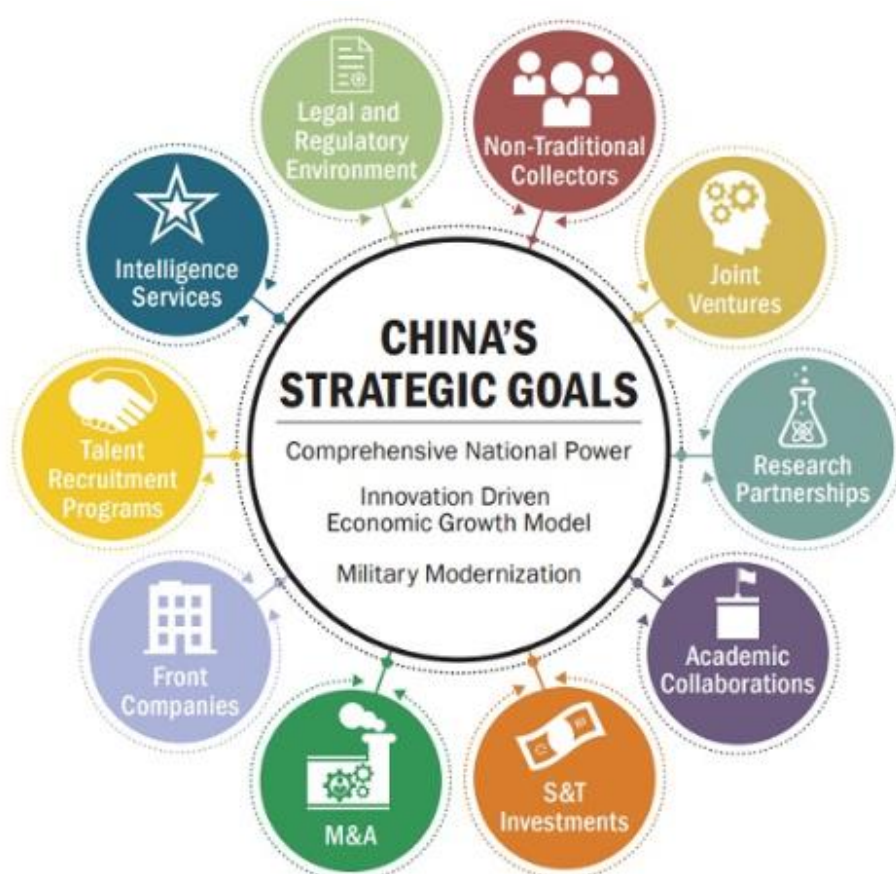 CHINA'S
STRATEGIC GOALS
Comprehensive National Power
Innovation Driven
Economic Growth Model
Military Modernization
Legal and
Regulatory
Environment
Non-Traditional
Collectors
Joint
Ventures
Research
Partnerships
Academic
Collaborations
S&T
Investments
M&A
Front
Companies
Talent
Recruitment
Programs
Intelligence
Services